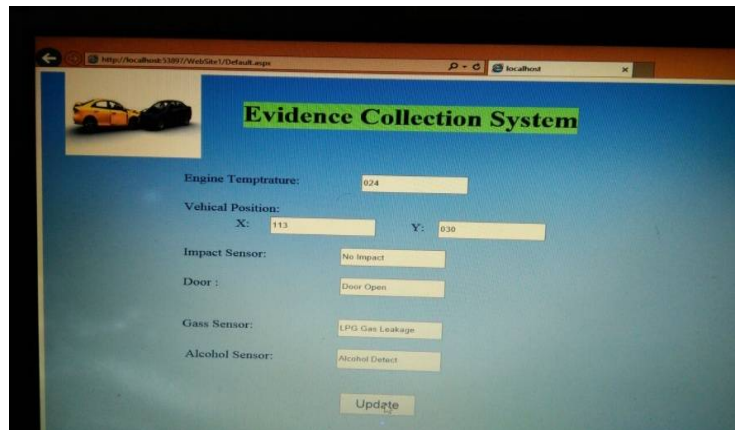 http://localhost:53897/WebSite1/Default.aspx
localhost
Evidence Collection System
Engine Temptrature: 024
Vehical Position:
X: 113 Y: 030
Impact Sensor: No Impact
Door : Door Open
Gass Sensor: LPG Gas Leakage
Alcohol Sensor: Alcohol Detect
Update